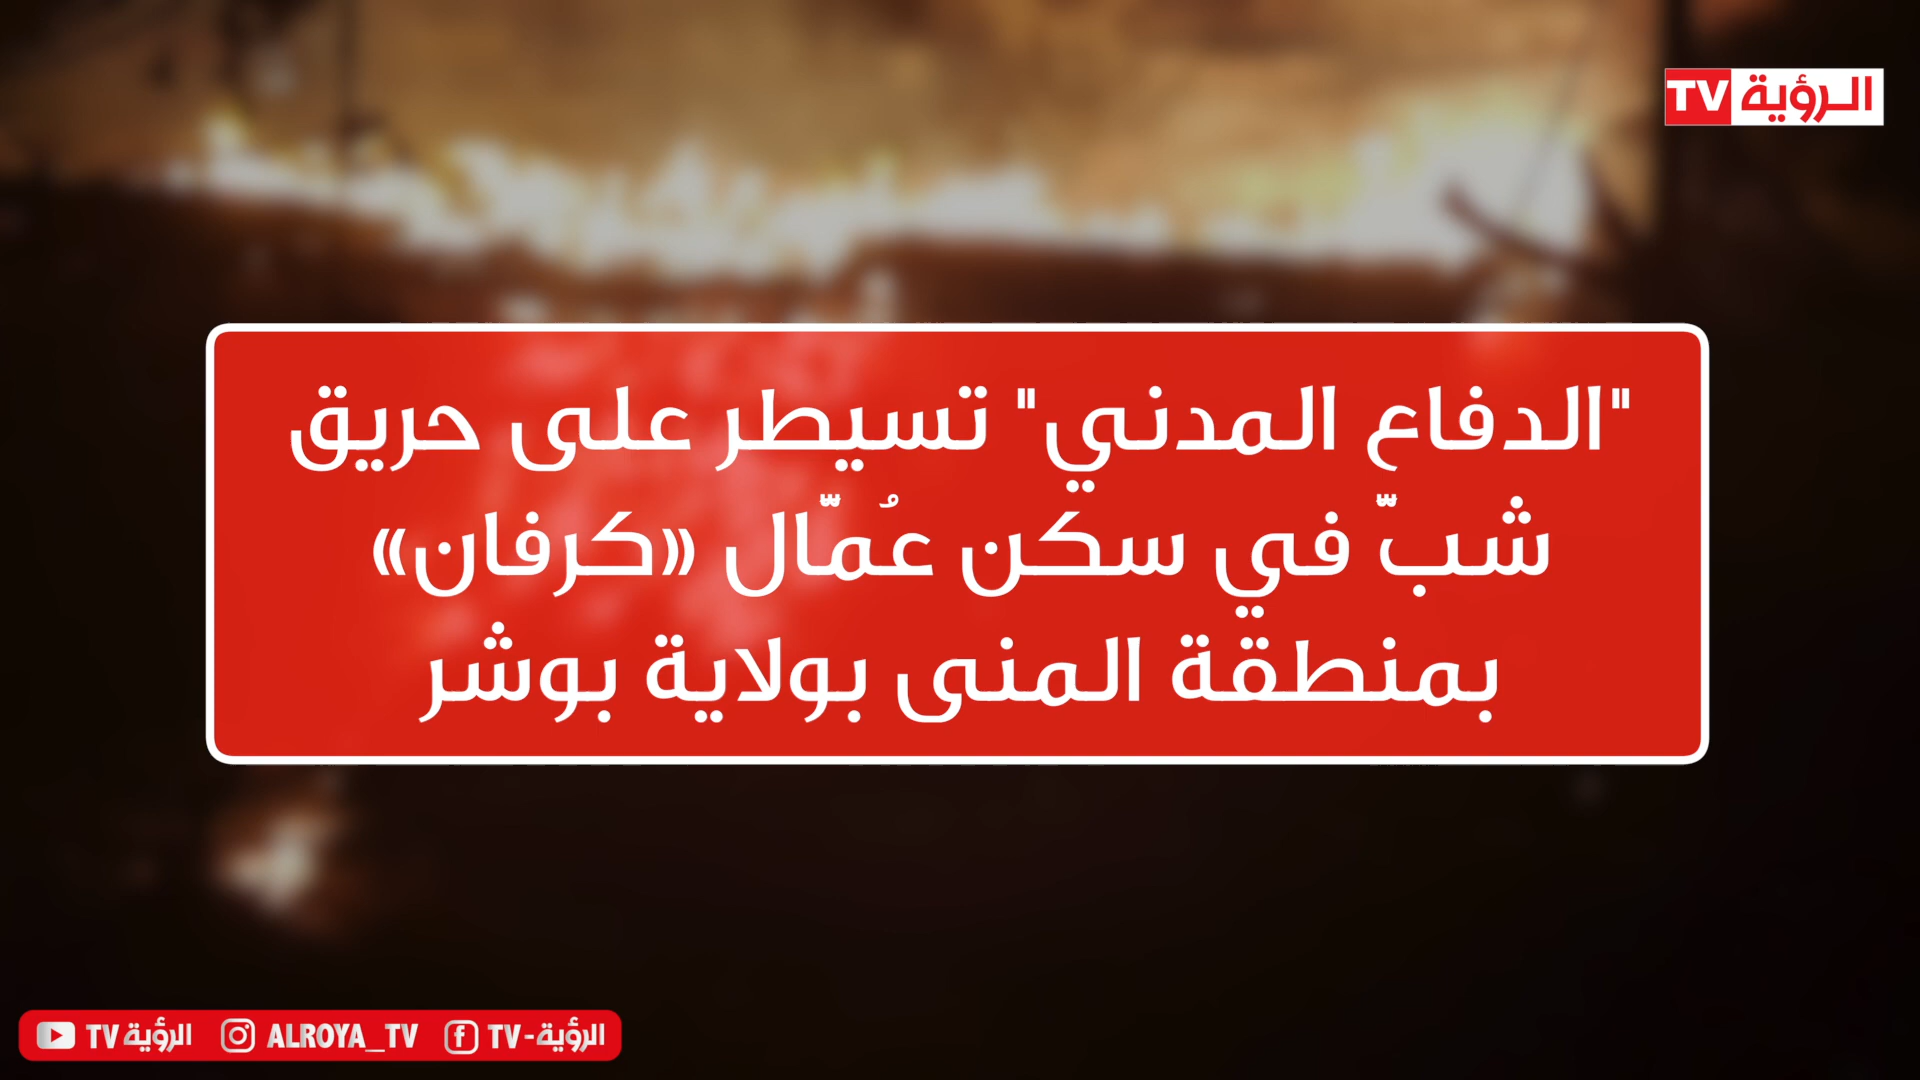 الرؤية TV
"الدفاع المدني" تسيطر على حريق
شبّ في سكن عُمّال «كرفان»
بمنطقة المنى بولاية بوشر
TV الرؤية ALROYA_TV TV-الرؤية